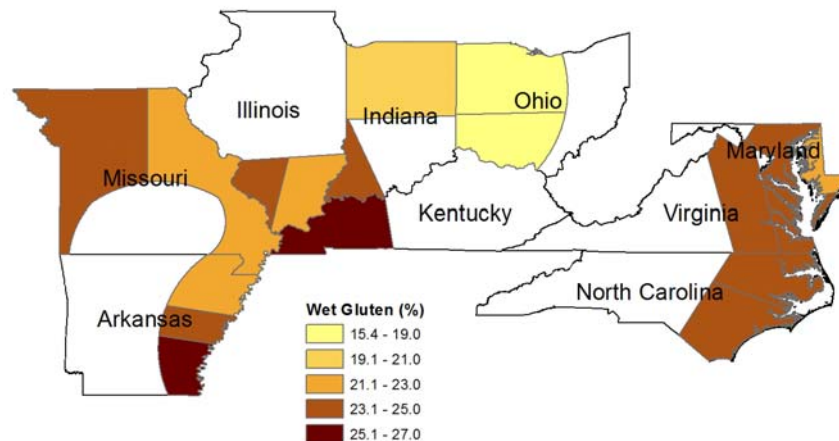 Illinois
Indiana
Ohio
Missouri
Maryland
Kentucky
Virginia
North Carolina
Arkansas
Wet Gluten (%)
15.4 - 19.0
19.1 - 21.0
21.1 - 23.0
23.1 - 25.0
25.1 - 27.0